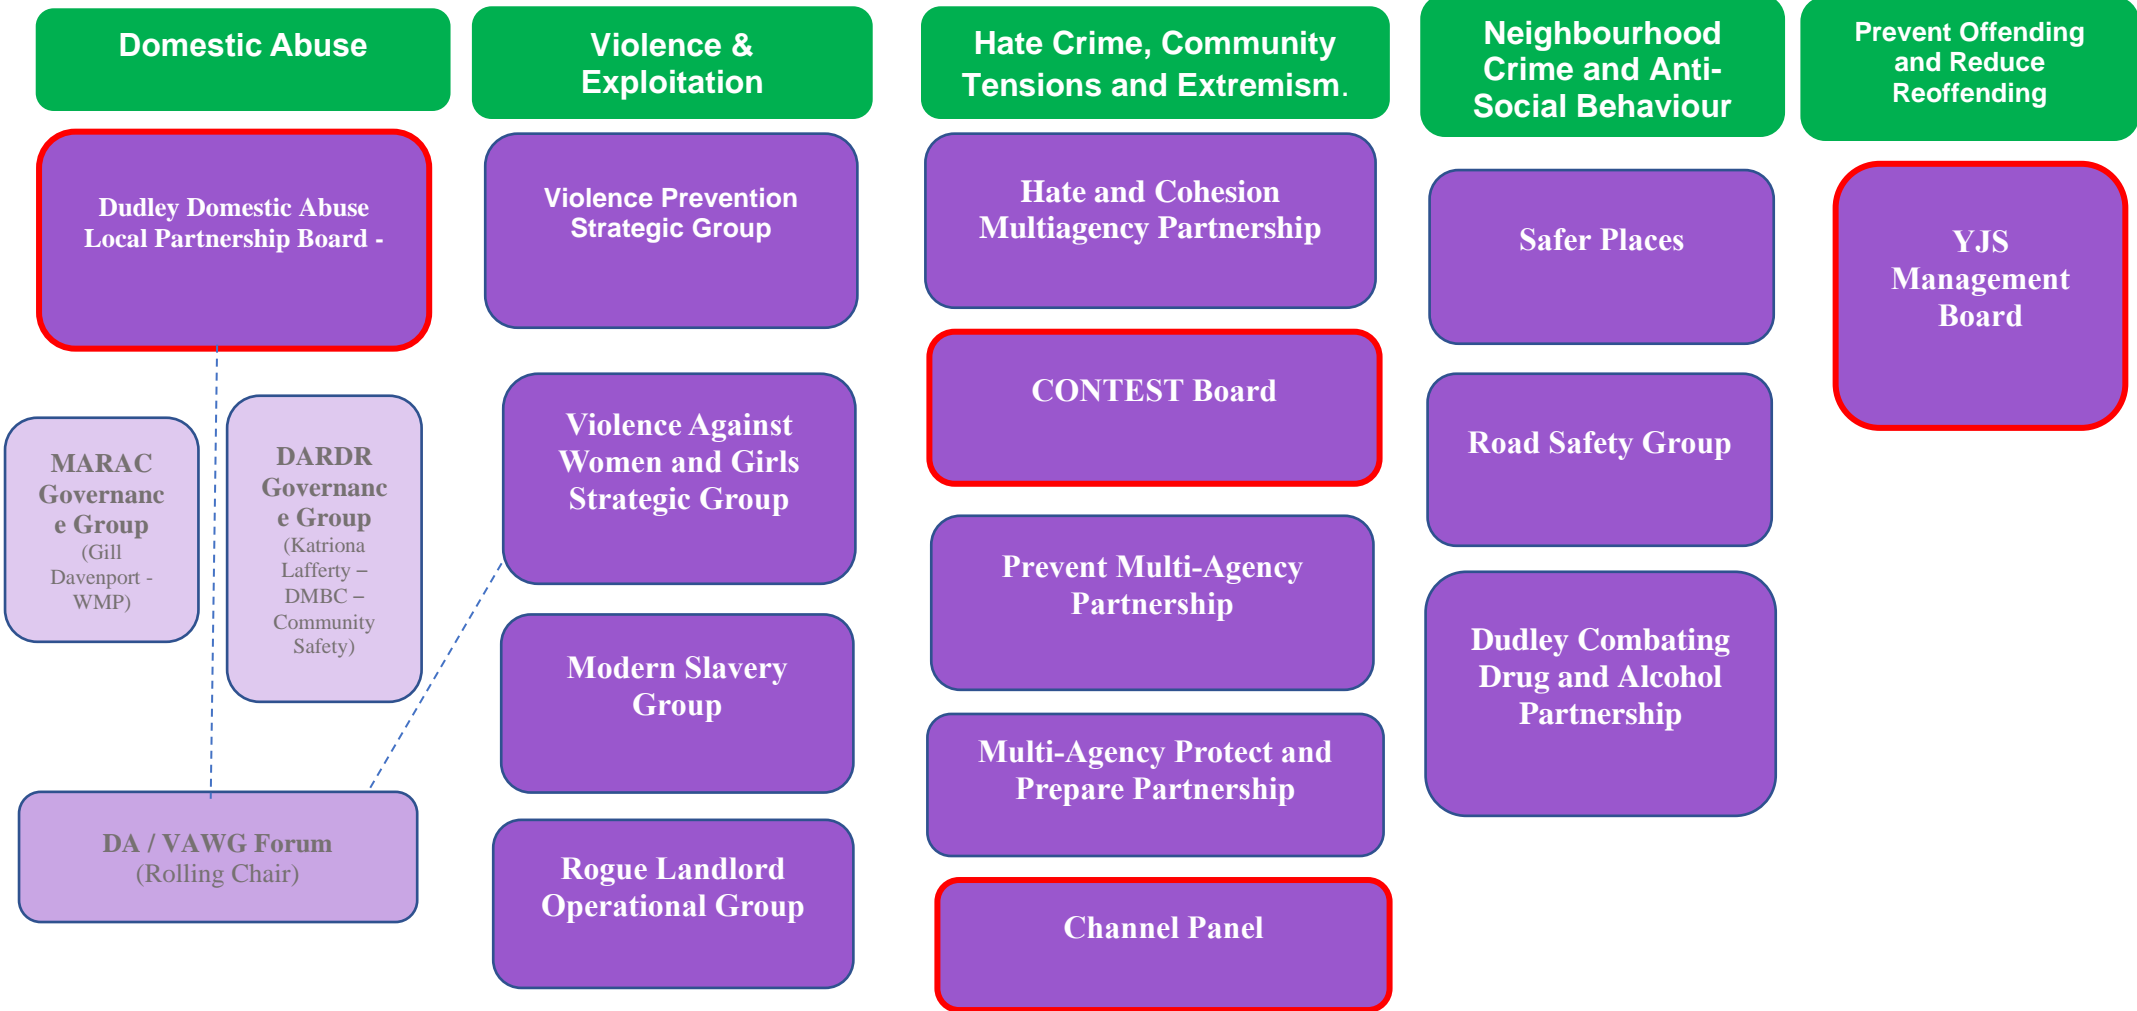 Domestic Abuse
Violence &
Exploitation
Hate Crime, Community
Tensions and Extremism.
Neighbourhood
Crime and Anti-
Social Behaviour
Prevent Offending
and Reduce
Reoffending
Dudley Domestic Abuse
Local Partnership Board -
MARAC
Governanc
e Group
(Gill
Davenport -
WMP)
DARDR
Governanc
e Group
(Katriona
Lafferty –
DMBC –
Community
Safety)
DA / VAWG Forum
(Rolling Chair)
Violence Prevention
Strategic Group
Violence Against
Women and Girls
Strategic Group
Modern Slavery
Group
Rogue Landlord
Operational Group
Hate and Cohesion
Multiagency Partnership
CONTEST Board
Prevent Multi-Agency
Partnership
Multi-Agency Protect and
Prepare Partnership
Channel Panel
Safer Places
Road Safety Group
Dudley Combating
Drug and Alcohol
Partnership
YJS
Management
Board